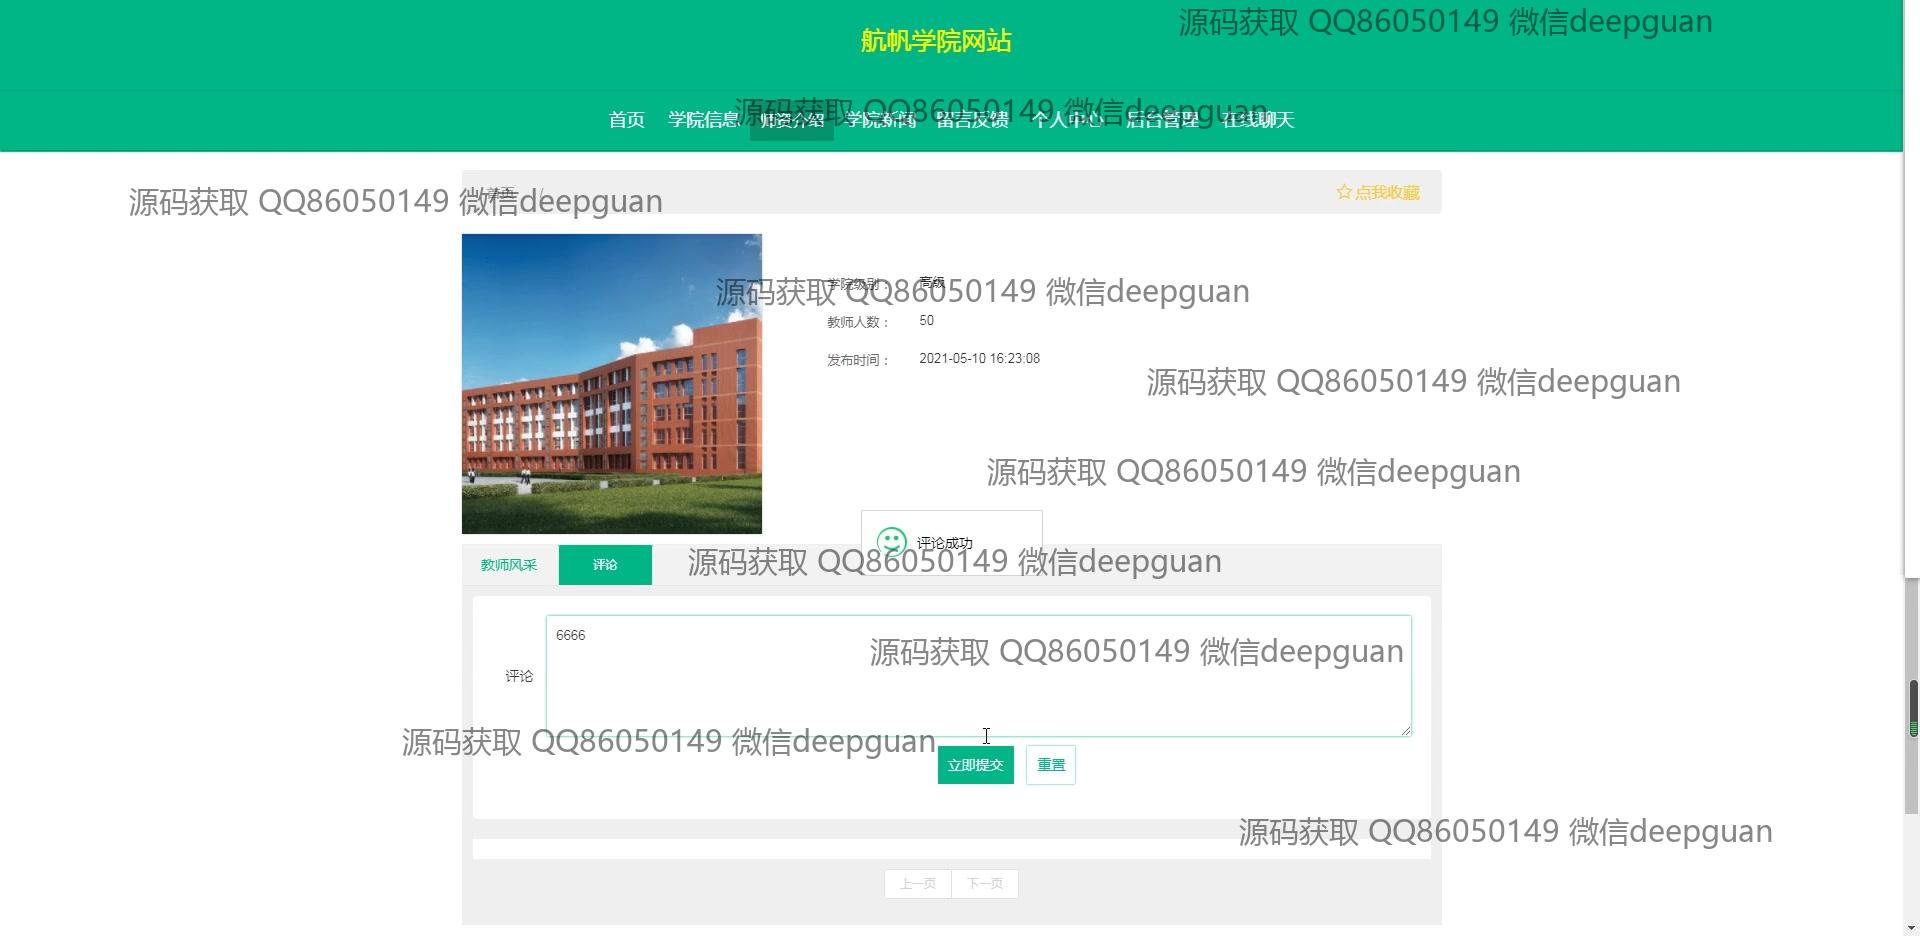 航帆学院网站
源码获取 QQ86050149 微信deepguan
源码获取 QQ86050149 微信deepguan
首页 学院信息 师资介绍 学院新闻 留言反馈 个人中心 后台管理 在线聊天
首页 /
点我收藏
源码获取 QQ86050149 微信deepguan
学院级别： 高级
源码获取 QQ86050149 微信deepguan
教师人数： 50
发布时间： 2021-05-10 16:23:08
源码获取 QQ86050149 微信deepguan
源码获取 QQ86050149 微信deepguan
评论成功
教师风采 评论
源码获取 QQ86050149 微信deepguan
6666
源码获取 QQ86050149 微信deepguan
评论
源码获取 QQ86050149 微信deepguan
立即提交 重置
源码获取 QQ86050149 微信deepguan
上一页 下一页